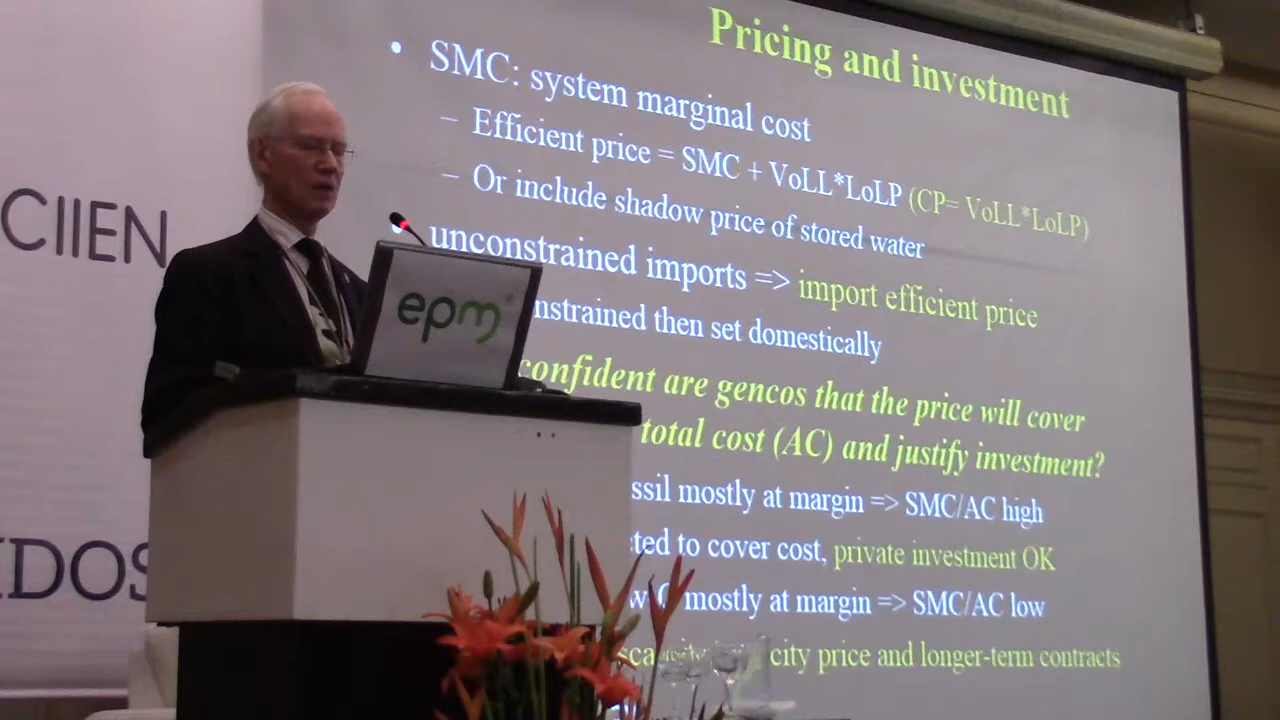 CIIEN
IDOS
epm
Pricing and investment
• SMC: system marginal cost
– Efficient price = SMC + VoLL*LoLP (CP= VoLL*LoLP)
– Or include shadow price of stored water
• unconstrained imports => import efficient price
nstrained then set domestically
confident are gencos that the price will cover
total cost (AC) and justify investment?
ssil mostly at margin => SMC/AC high
ted to cover cost, private investment OK
mostly at margin => SMC/AC low
city price and longer-term contracts